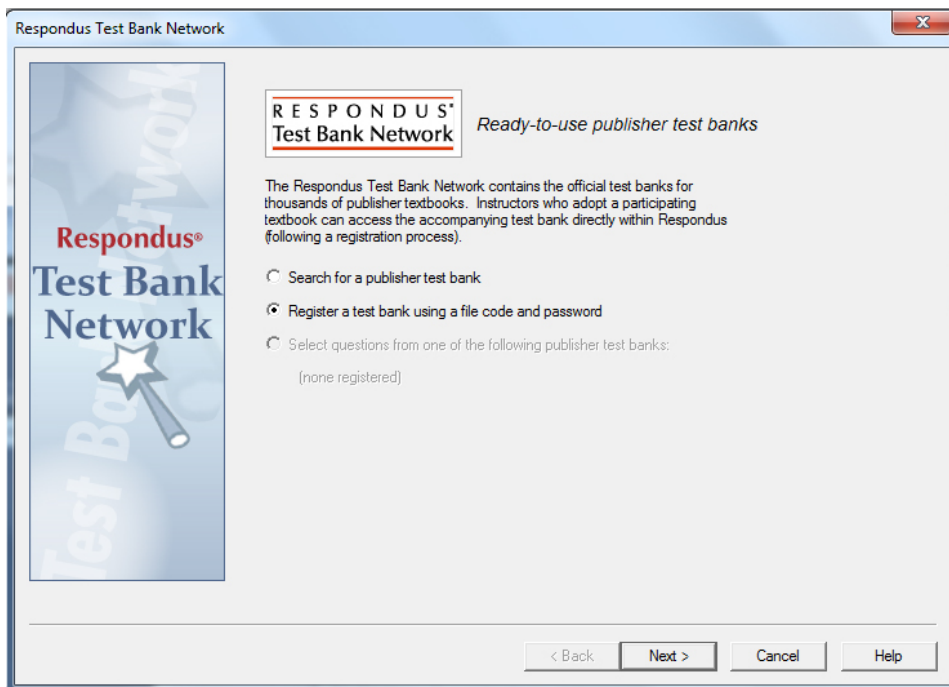 Respondus Test Bank Network
Test Bank Network
Respondus®
Test Bank
Network
RESPONDUS®
Test Bank Network
Ready-to-use publisher test banks
The Respondus Test Bank Network contains the official test banks for
thousands of publisher textbooks.  Instructors who adopt a participating
textbook can access the accompanying test bank directly within Respondus
(following a registration process).
Search for a publisher test bank
Register a test bank using a file code and password
Select questions from one of the following publisher test banks:
(none registered)
< Back
Next >
Cancel
Help